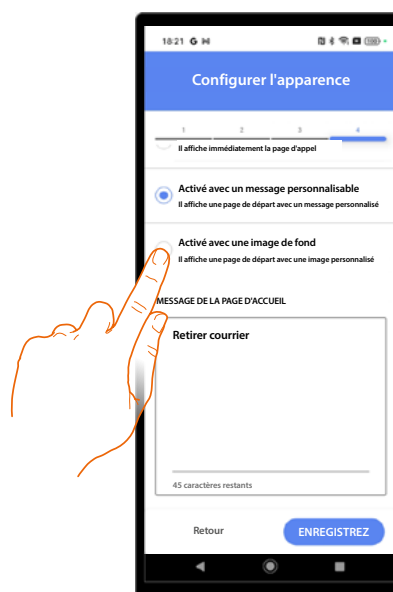 18:21 G
100
Configurer l'apparence
1 2 3 4
Il affiche immédiatement la page d'appel
Activé avec un message personnalisable
Il affiche une page de départ avec un message personnalisé
Activé avec une image de fond
Il affiche une page de départ avec une image personnalisé
MESSAGE DE LA PAGE D'ACCUEIL
Retirer courrier
45 caractères restants
Retour
ENREGISTREZ